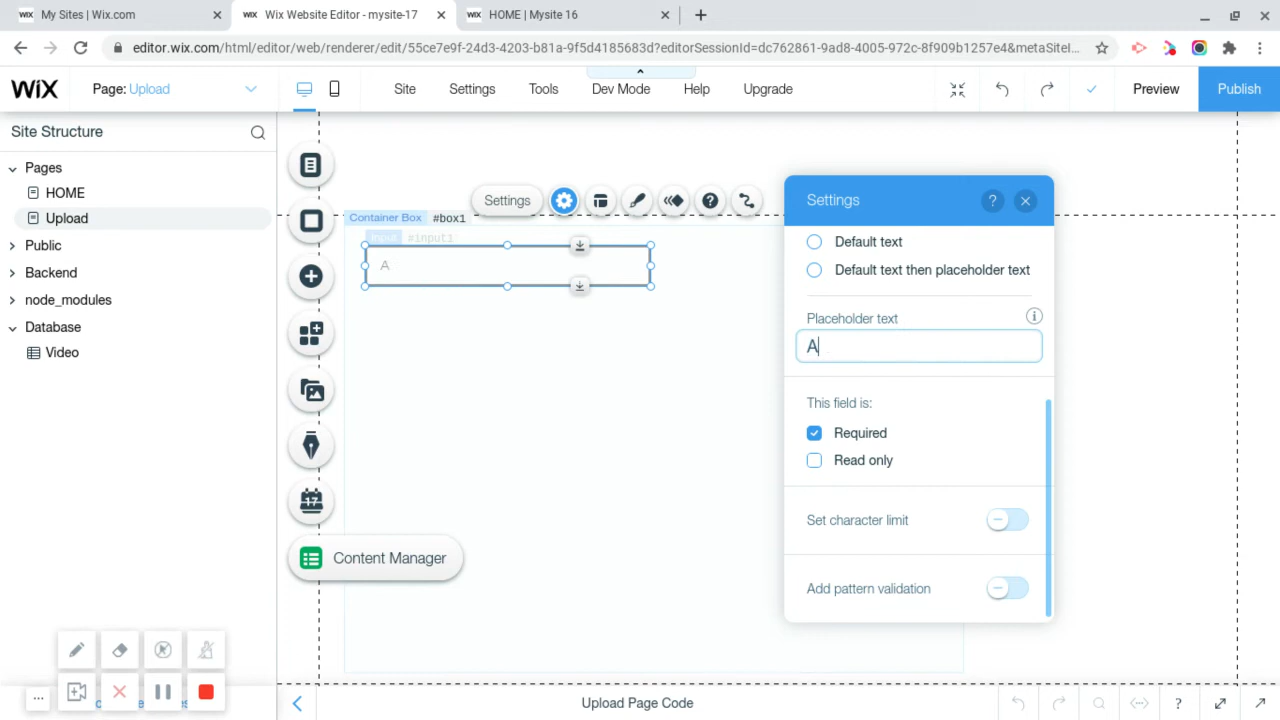 WiX My Sites | Wix.com
WiX Wix Website Editor - mysite-17
WiX HOME | Mysite 16
editor.wix.com/html/editor/web/renderer/edit/55ce7e9f-24d3-4203-b81a-9f5d4185683d?editorSessionId=dc762861-9ad8-4005-972c-8f909b1257e4&metaSiteI...
WiX
Page: Upload
Site
Settings
Tools
Dev Mode
Help
Upgrade
Preview
Publish
Site Structure
Pages
HOME
Upload
Public
Backend
node_modules
Database
Video
Settings
?
Container Box #box1
Input #input1
A
17
Content Manager
Settings
?
Default text
Default text then placeholder text
Placeholder text
A
This field is:
Required
Read only
Set character limit
Add pattern validation
...
Upload Page Code
?